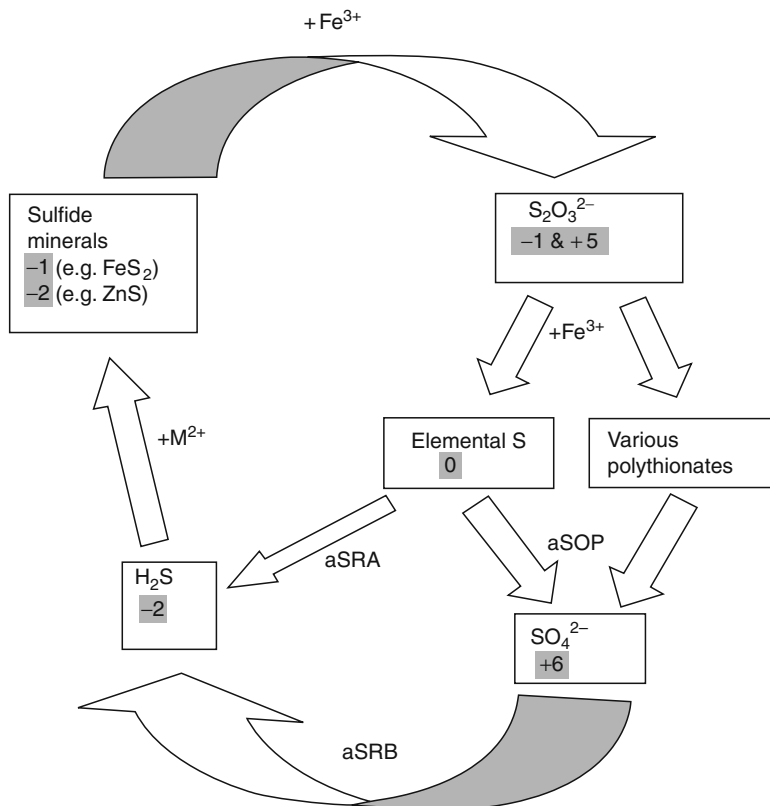 +Fe³⁺
Sulfide
minerals
−1 (e.g. FeS₂)
−2 (e.g. ZnS)
S₂O₃²⁻
−1 & +5
+Fe³⁺
Elemental S
0
Various
polythionates
+M²⁺
aSRA
aSOP
H₂S
−2
SO₄²⁻
+6
aSRB